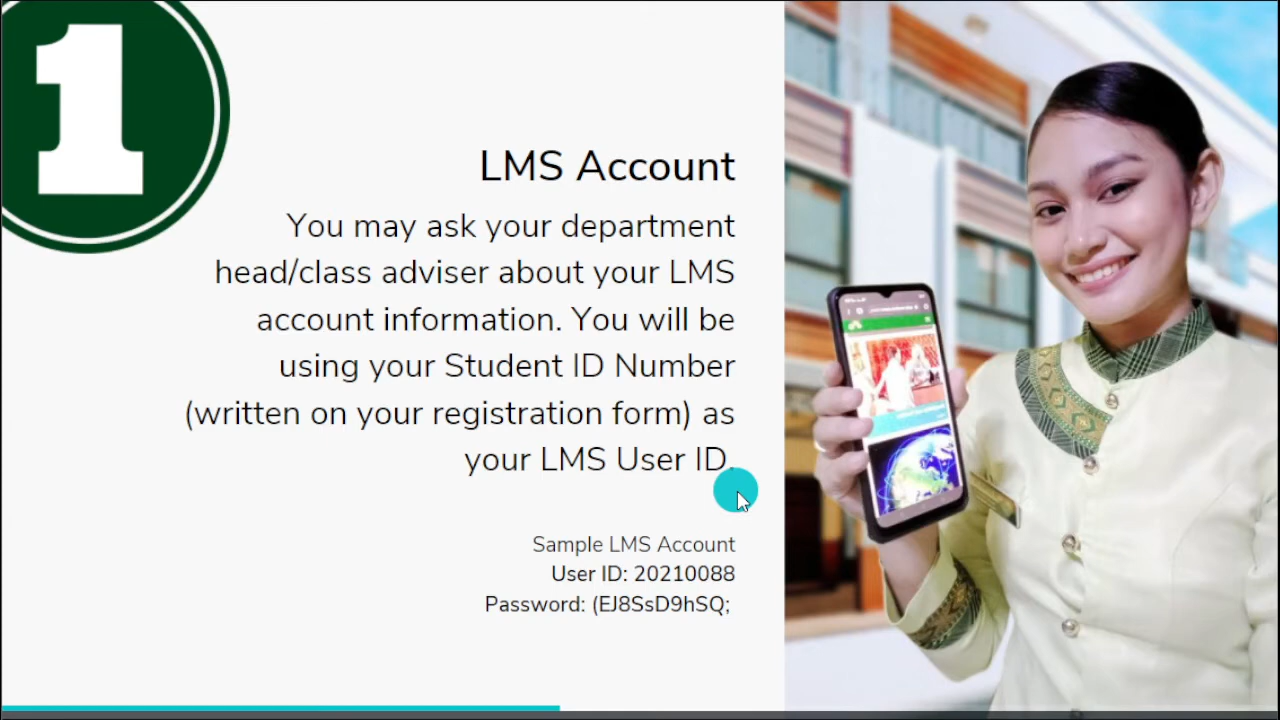 1
LMS Account
You may ask your department
head/class adviser about your LMS
account information. You will be
using your Student ID Number
(written on your registration form) as
your LMS User ID.
Sample LMS Account
User ID: 20210088
Password: (EJ8SsD9hSQ;